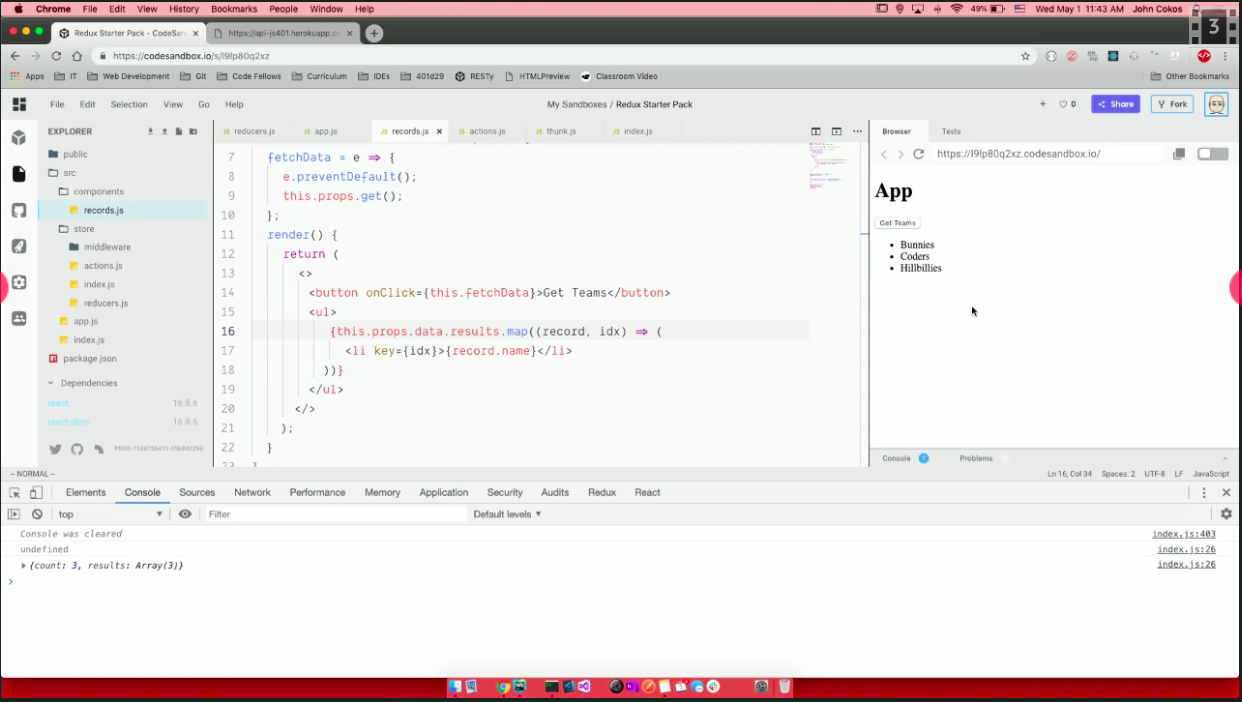 Chrome File Edit View History Bookmarks People Window Help 49% Wed May 1 11:43 AM John Cokos
3
Redux Starter Pack - CodeSan × https://api-js401.herokuapp.co ×
https://codesandbox.io/s/l9lp80q2xz
Apps IT Web Development Git Code Fellows Curriculum IDEs 401d29 RESTy HTMLPreview Classroom Video Other Bookmarks
File Edit Selection View Go Help My Sandboxes / Redux Starter Pack + 0 Share Fork
EXPLORER
public
src
components
records.js
store
middleware
actions.js
index.js
reducers.js
app.js
index.js
package.json
Dependencies
react 16.8.6
react-dom 16.8.6
reducers.js app.js records.js × actions.js thunk.js index.js
7 fetchData = e => {
8 e.preventDefault();
9 this.props.get();
10 };
11 render() {
12 return (
13 <>
14 <button onClick={this.fetchData}>Get Teams</button>
15 <ul>
16 {this.props.data.results.map((record, idx) => (
17 <li key={idx}>{record.name}</li>
18 ))}
19 </ul>
20 </>
21 );
22 }
23 }
Browser Tests
https://l9lp80q2xz.codesandbox.io/
App
Get Teams
• Bunnies
• Coders
• Hillbillies
Console Problems
-- NORMAL -- Ln 16, Col 34 Spaces: 2 UTF-8 LF JavaScript
Elements Console Sources Network Performance Memory Application Security Audits Redux React
top Filter Default levels
Console was cleared index.js:403
undefined index.js:26
{count: 3, results: Array(3)} index.js:26